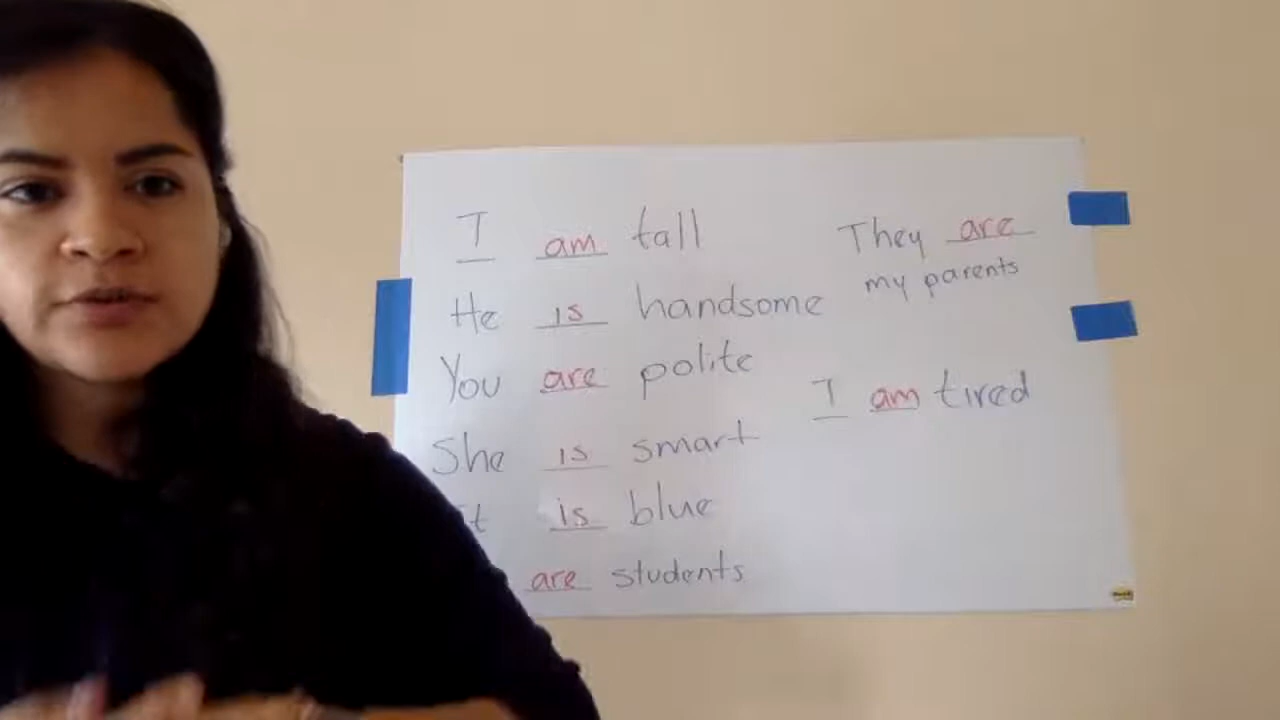 I am tall
He is handsome
You are polite
She is smart
it is blue
are students
They are
my parents
I am tired